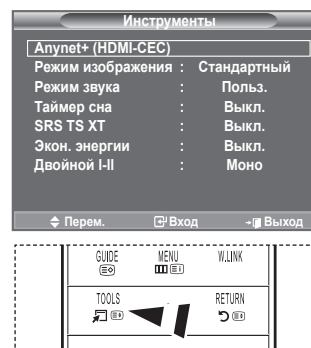 Инструменты
Anynet+ (HDMI-CEC)
Режим изображения : Стандартный
Режим звука : Польз.
Таймер сна : Выкл.
SRS TS XT : Выкл.
Экон. энергии : Выкл.
Двойной I-II : Моно
Перем. Вход Выход
GUIDE MENU W.LINK
TOOLS RETURN